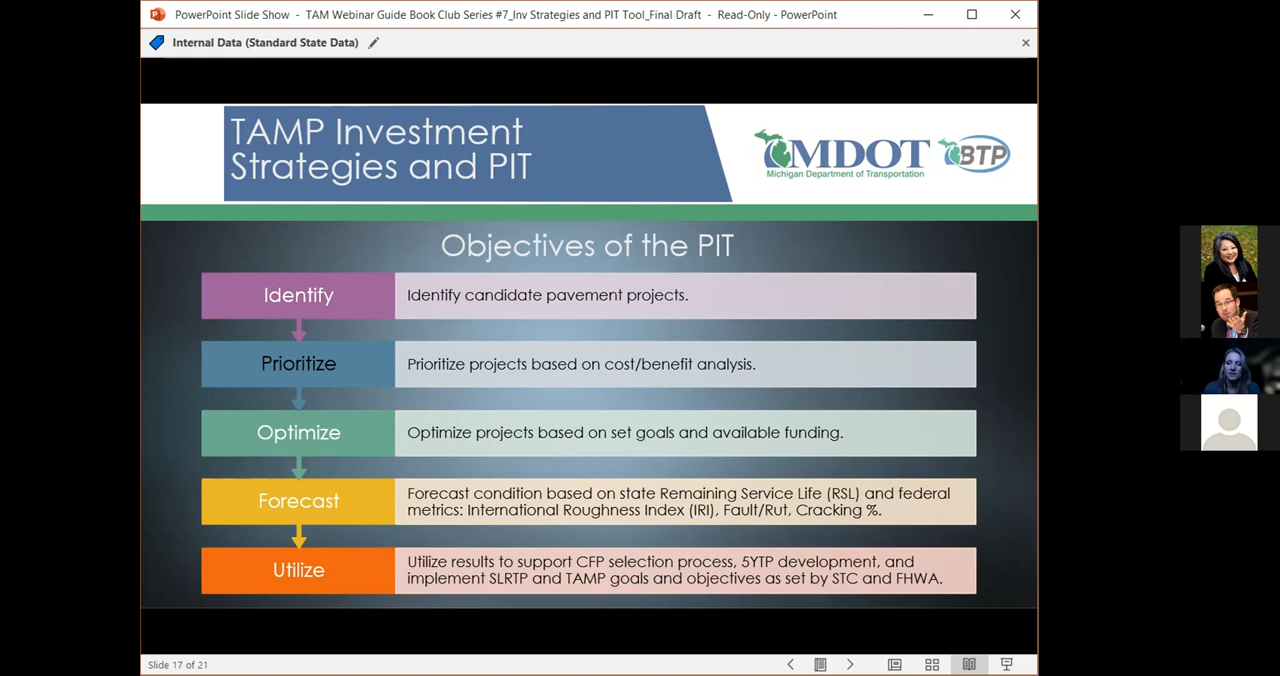 PowerPoint Slide Show - TAM Webinar Guide Book Club Series #7_Inv Strategies and PIT Tool_Final Draft - Read-Only - PowerPoint
Internal Data (Standard State Data)
TAMP Investment
Strategies and PIT
MDOT
Michigan Department of Transportation
BTP
Objectives of the PIT
Identify
Identify candidate pavement projects.
Prioritize
Prioritize projects based on cost/benefit analysis.
Optimize
Optimize projects based on set goals and available funding.
Forecast
Forecast condition based on state Remaining Service Life (RSL) and federal
metrics: International Roughness Index (IRI), Fault/Rut, Cracking %.
Utilize
Utilize results to support CFP selection process, 5YTP development, and
implement SLRTP and TAMP goals and objectives as set by STC and FHWA.
Slide 17 of 21